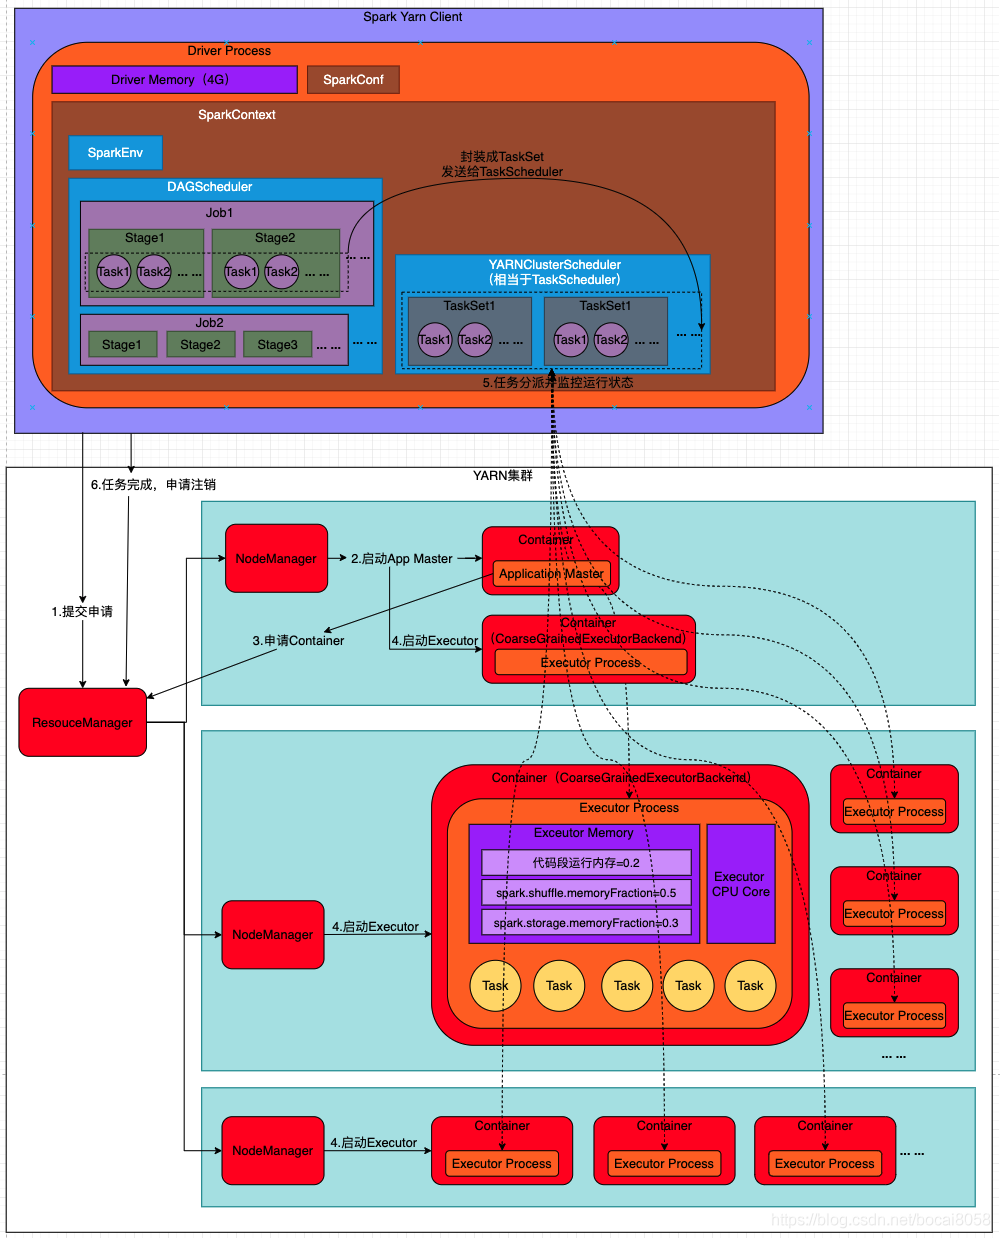 Spark Yarn Client
Driver Process
Driver Memory（4G）
SparkConf
SparkContext
SparkEnv
封装成TaskSet
发送给TaskScheduler
DAGScheduler
Job1
Stage1
Stage2
... ...
Task1
Task2
... ...
Task1
Task2
... ...
YARNClusterScheduler
(相当于TaskScheduler)
TaskSet1
TaskSet1
Task1
Task2
... ...
Task1
Task2
... ...
... ...
Job2
Stage1
Stage2
Stage3
... ...
... ...
5.任务分派并监控运行状态
YARN集群
6.任务完成，申请注销
NodeManager
2.启动App Master
Container
Application Master
1.提交申请
3.申请Container
4.启动Executor
Container
（CoarseGrainedExecutorBackend）
Executor Process
ResouceManager
Container（CoarseGrainedExecutorBackend）
Executor Process
Exceutor Memory
代码段运行内存=0.2
spark.shuffle.memoryFraction=0.5
spark.storage.memoryFraction=0.3
Executor
CPU Core
NodeManager
4.启动Executor
Task
Task
Task
Task
Task
Container
Executor Process
Container
Executor Process
Container
Executor Process
... ...
NodeManager
4.启动Executor
Container
Executor Process
Container
Executor Process
Container
Executor Process
... ...
https://blog.csdn.net/bocai8058